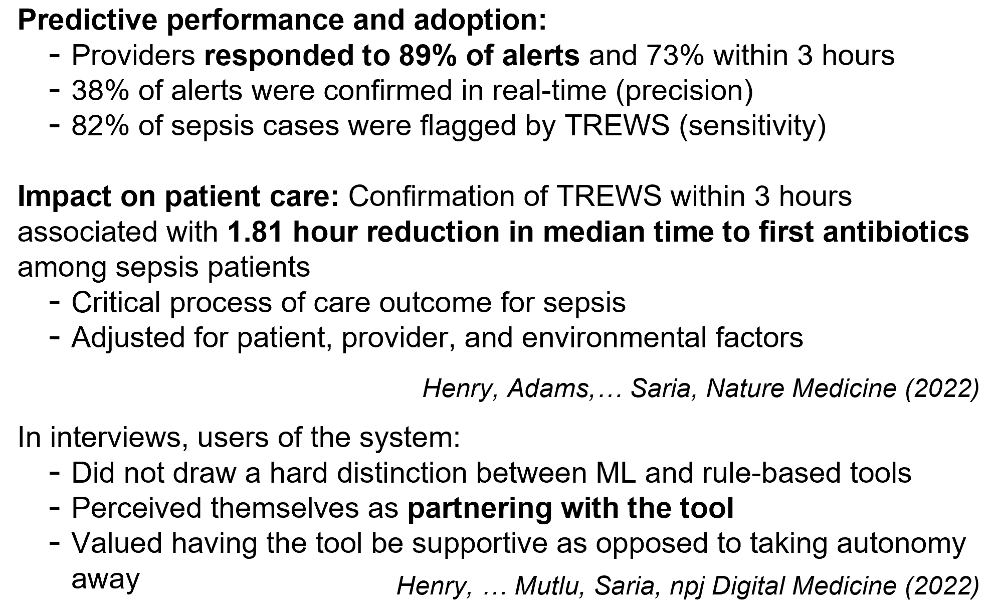 Predictive performance and adoption:
- Providers responded to 89% of alerts and 73% within 3 hours
- 38% of alerts were confirmed in real-time (precision)
- 82% of sepsis cases were flagged by TREWS (sensitivity)
Impact on patient care: Confirmation of TREWS within 3 hours
associated with 1.81 hour reduction in median time to first antibiotics
among sepsis patients
- Critical process of care outcome for sepsis
- Adjusted for patient, provider, and environmental factors
Henry, Adams,… Saria, Nature Medicine (2022)
In interviews, users of the system:
- Did not draw a hard distinction between ML and rule-based tools
- Perceived themselves as partnering with the tool
- Valued having the tool be supportive as opposed to taking autonomy
away
Henry, … Mutlu, Saria, npj Digital Medicine (2022)